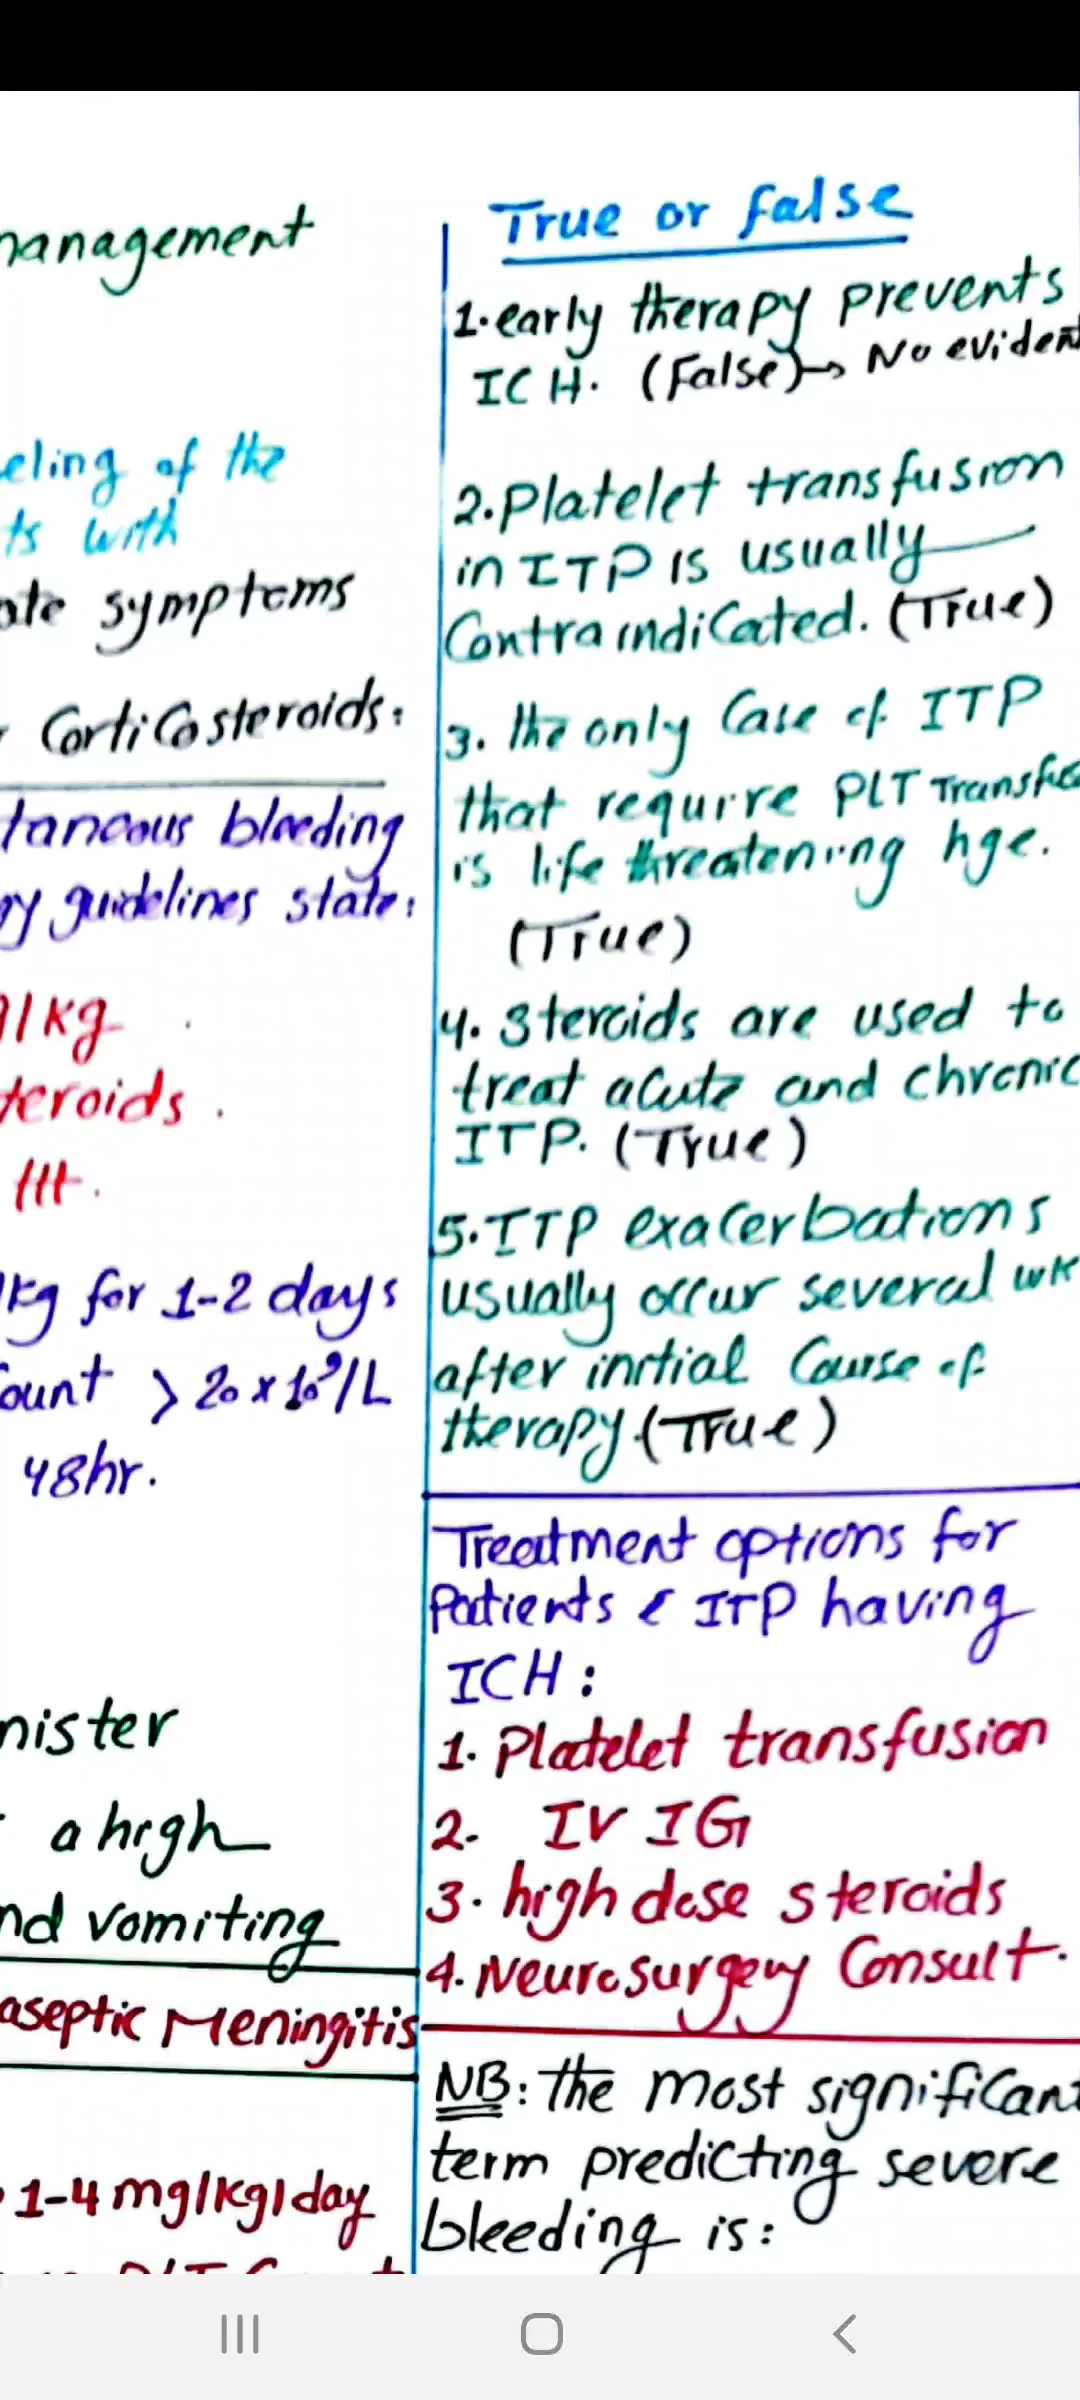 management
eling of the
ts with
ate symptoms
r Corticosteroids:
taneous bleeding
py guidelines state:
g/kg
teroids.
Itt.
/kg for 1-2 days
count > 20 x 10⁹/L
48hr.
nister
a high
nd vomiting
aseptic Meningitis
1-4 mg/kg/day
True or false
1. early therapy prevents
ICH. (False)→ No evident
2. Platelet transfusion
in ITP is usually
Contraindicated. (True)
3. the only Case of ITP
that require PLT Transfu
is life threatening hge.
(True)
4. steroids are used to
treat acute and chronic
ITP. (True)
5. ITP exacerbations
usually occur several wk
after initial Course of
therapy. (True)
Treatment options for
Patients c ITP having
ICH:
1. Platelet transfusion
2. IV IG
3. high dose steroids
4. Neurosurgery Consult.
NB: the most significant
term predicting severe
bleeding is: